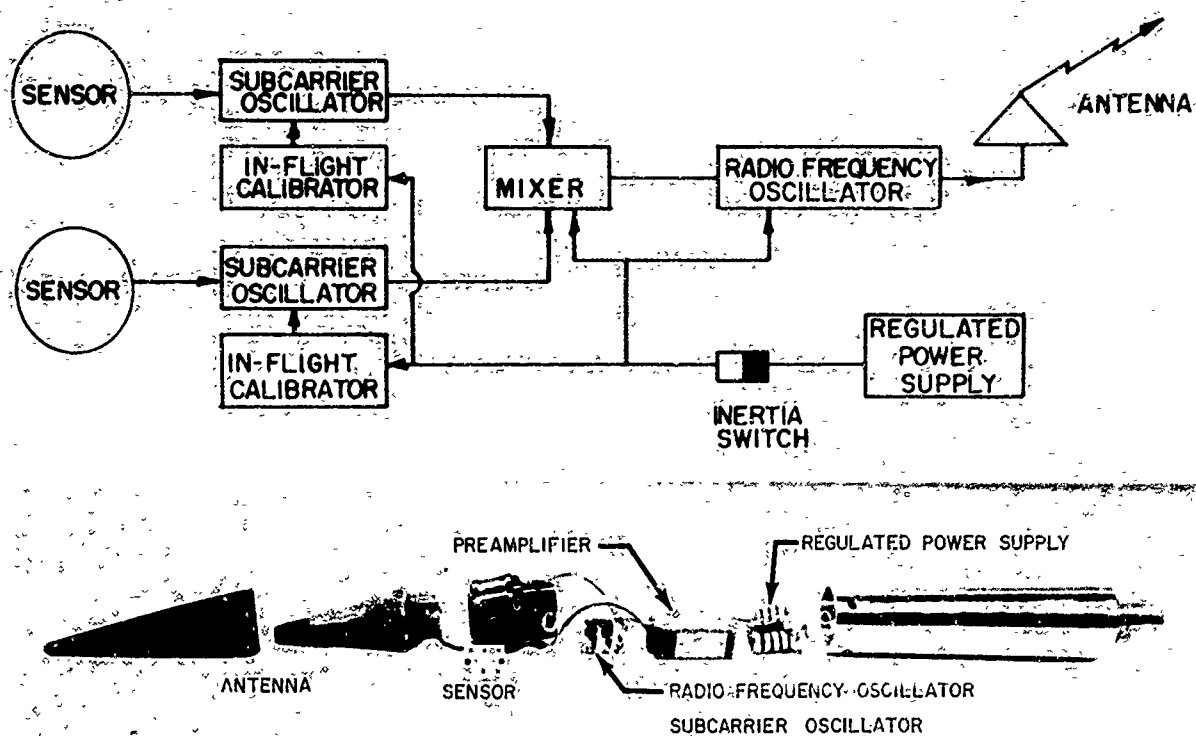 SENSOR
SUBCARRIER
OSCILLATOR
IN-FLIGHT
CALIBRATOR
SENSOR
SUBCARRIER
OSCILLATOR
IN-FLIGHT
CALIBRATOR
MIXER
RADIO FREQUENCY
OSCILLATOR
ANTENNA
REGULATED
POWER
SUPPLY
INERTIA
SWITCH
PREAMPLIFIER
REGULATED POWER SUPPLY
ANTENNA
SENSOR
RADIO FREQUENCY OSCILLATOR
SUBCARRIER OSCILLATOR